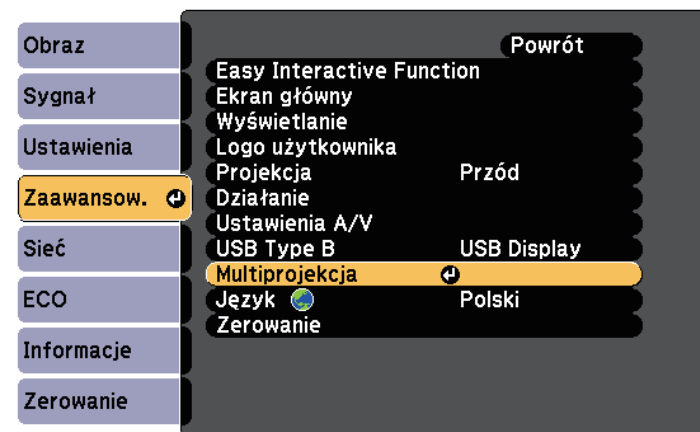 Obraz
Sygnał
Ustawienia
Zaawansow.
Sieć
ECO
Informacje
Zerowanie
Powrót
Easy Interactive Function
Ekran główny
Wyświetlanie
Logo użytkownika
Projekcja Przód
Działanie
Ustawienia A/V
USB Type B USB Display
Multiprojekcja
Język Polski
Zerowanie